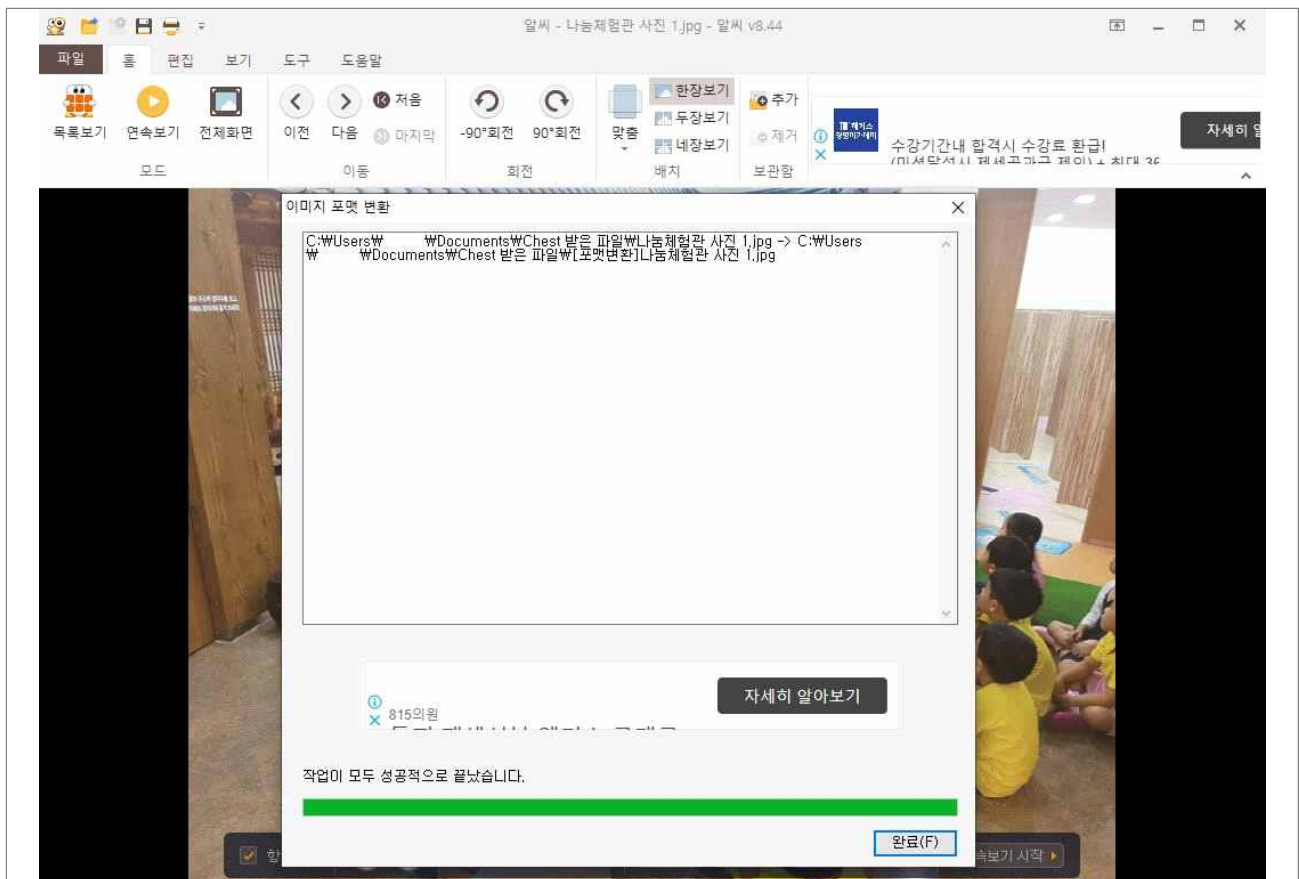 알씨 - 나눔체험관 사진 1.jpg - 알씨 v8.44
파일 홈 편집 보기 도구 도움말
목록보기 연속보기 전체화면 이전 다음 처음 마지막 -90°회전 90°회전 맞춤 한장보기 두장보기 네장보기 추가 제거
수강기간내 합격시 수강료 환급!
자세히
모드 이동 회전 배치 보관함
이미지 포맷 변환
C:₩Users₩ ₩Documents₩Chest 받은 파일₩나눔체험관 사진 1.jpg -> C:₩Users
₩ ₩Documents₩Chest 받은 파일₩[포맷변환]나눔체험관 사진 1.jpg
815의원
자세히 알아보기
작업이 모두 성공적으로 끝났습니다.
완료(F)
속보기 시작